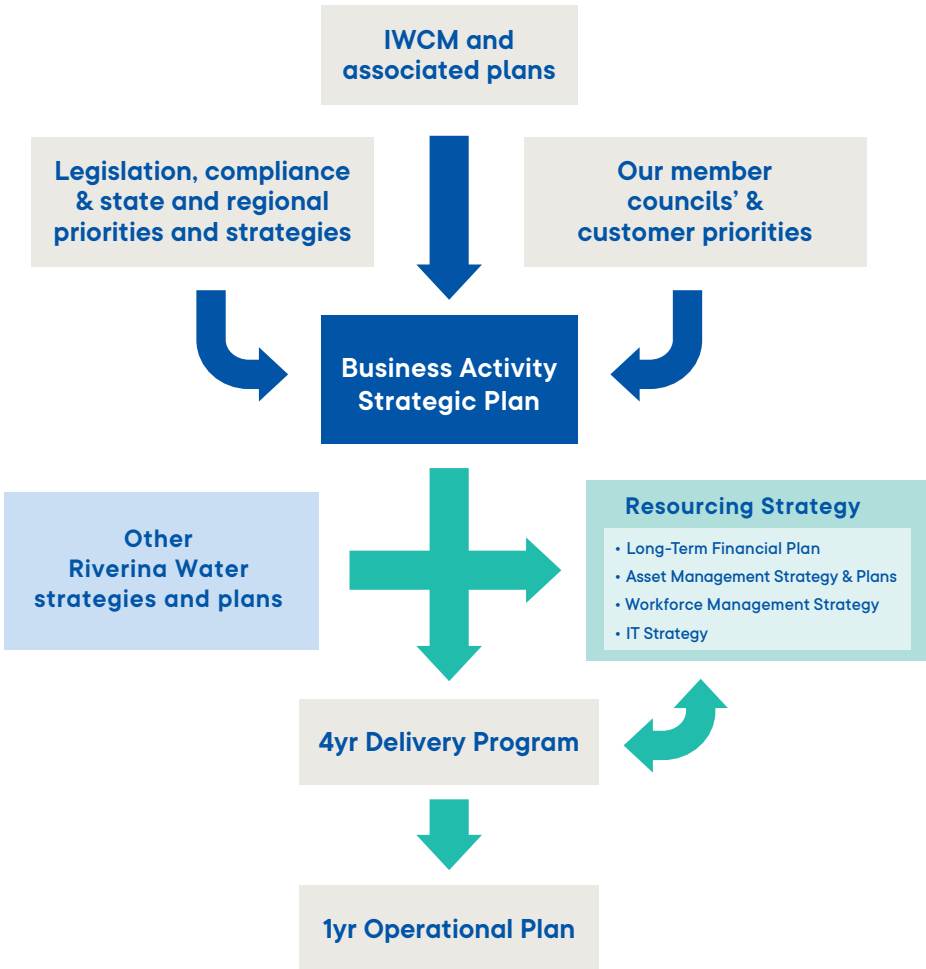 IWCM and
associated plans
Legislation, compliance
& state and regional
priorities and strategies
Our member
councils’ &
customer priorities
Business Activity
Strategic Plan
Other
Riverina Water
strategies and plans
Resourcing Strategy
• Long-Term Financial Plan
• Asset Management Strategy & Plans
• Workforce Management Strategy
• IT Strategy
4yr Delivery Program
1yr Operational Plan